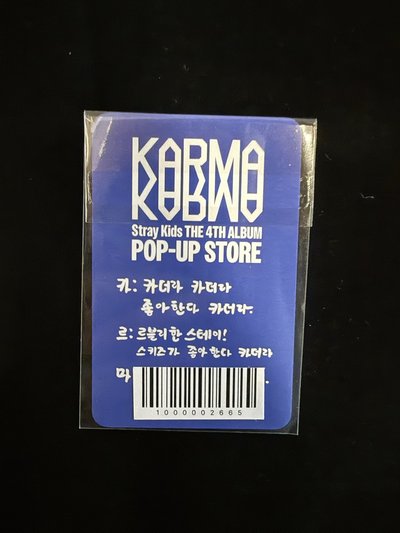 KARMA
KARMA
Stray Kids THE 4TH ALBUM
POP-UP STORE
카: 카더라 카더라
좋아한다 카더라.
르: 르블리한 스테이!
스키즈가 좋아한다 카더라
마
1000002665